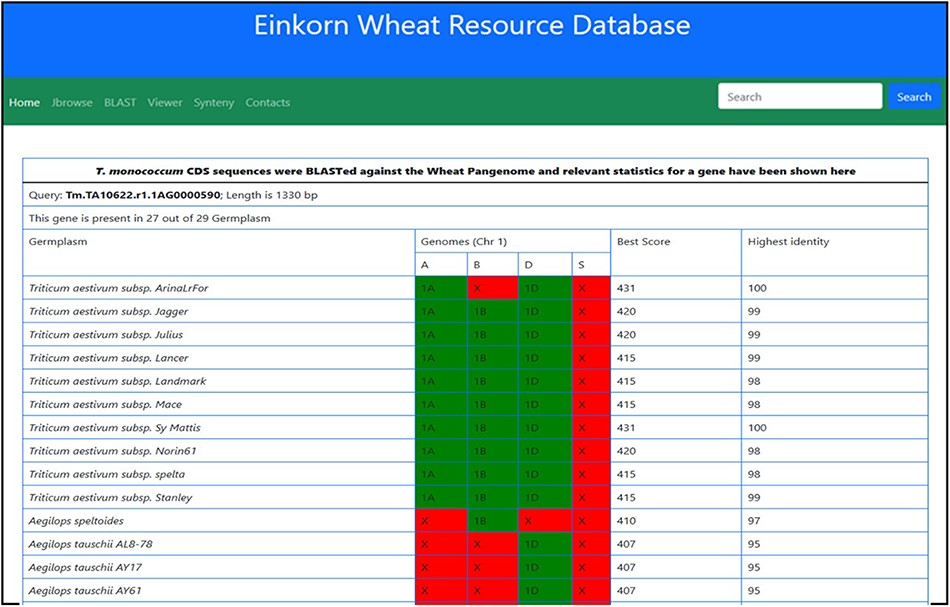 Einkorn Wheat Resource Database
Home Jbrowse BLAST Viewer Synteny Contacts Search Search
T. monococcum CDS sequences were BLASTed against the Wheat Pangenome and relevant statistics for a gene have been shown here
Query: Tm.TA10622.r1.1AG0000590; Length is 1330 bp
This gene is present in 27 out of 29 Germplasm
Germplasm Genomes (Chr 1) Best Score Highest identity
A B D S
Triticum aestivum subsp. ArinaLrFor 1A X 1D X 431 100
Triticum aestivum subsp. Jagger 1A 1B 1D X 420 99
Triticum aestivum subsp. Julius 1A 1B 1D X 420 99
Triticum aestivum subsp. Lancer 1A 1B 1D X 415 99
Triticum aestivum subsp. Landmark 1A 1B 1D X 415 98
Triticum aestivum subsp. Mace 1A 1B 1D X 415 98
Triticum aestivum subsp. Sy Mattis 1A 1B 1D X 431 100
Triticum aestivum subsp. Norin61 1A 1B 1D X 420 98
Triticum aestivum subsp. spelta 1A 1B 1D X 415 98
Triticum aestivum subsp. Stanley 1A 1B 1D X 415 99
Aegilops speltoides X 1B X X 410 97
Aegilops tauschii AL8-78 X X 1D X 407 95
Aegilops tauschii AY17 X X 1D X 407 95
Aegilops tauschii AY61 X X 1D X 407 95